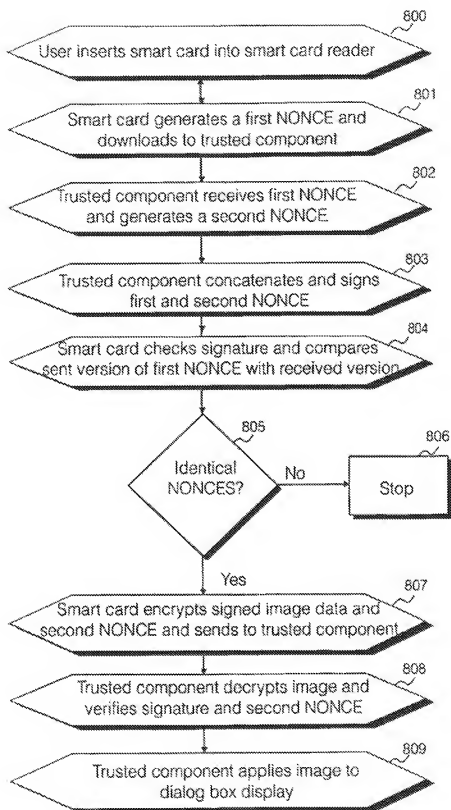 800
User inserts smart card into smart card reader
801
Smart card generates a first NONCE and
downloads to trusted component
802
Trusted component receives first NONCE
and generates a second NONCE
803
Trusted component concatenates and signs
first and second NONCE
804
Smart card checks signature and compares
sent version of first NONCE with received version
805
Identical
NONCES?
No
806
Stop
Yes
807
Smart card encrypts signed image data and
second NONCE and sends to trusted component
808
Trusted component decrypts image and
verifies signature and second NONCE
809
Trusted component applies image to
dialog box display